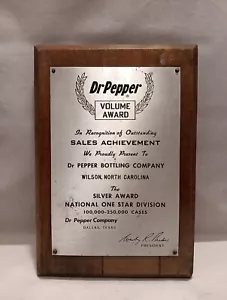 Dr Pepper
VOLUME
AWARD
In Recognition of Outstanding
SALES ACHIEVEMENT
We Proudly Present To
Dr PEPPER BOTTLING COMPANY
WILSON, NORTH CAROLINA
The
SILVER AWARD
NATIONAL ONE STAR DIVISION
100,000-250,000 CASES
Dr Pepper Company
DALLAS, TEXAS
PRESIDENT